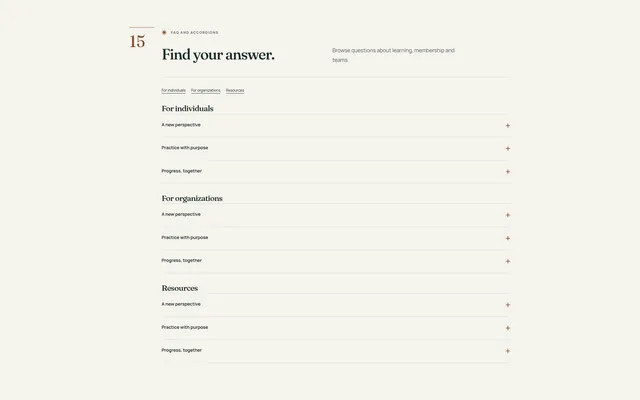 15
FAQ AND ACCORDIONS
Find your answer.
Browse questions about learning, membership and
teams
For individuals For organizations Resources
For individuals
A new perspective +
Practice with purpose +
Progress, together +
For organizations
A new perspective +
Practice with purpose +
Progress, together +
Resources
A new perspective +
Practice with purpose +
Progress, together +